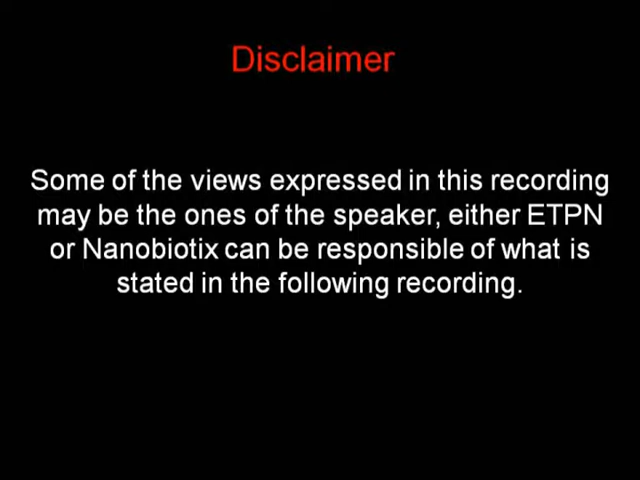 Disclaimer
Some of the views expressed in this recording
may be the ones of the speaker, either ETPN
or Nanobiotix can be responsible of what is
stated in the following recording.